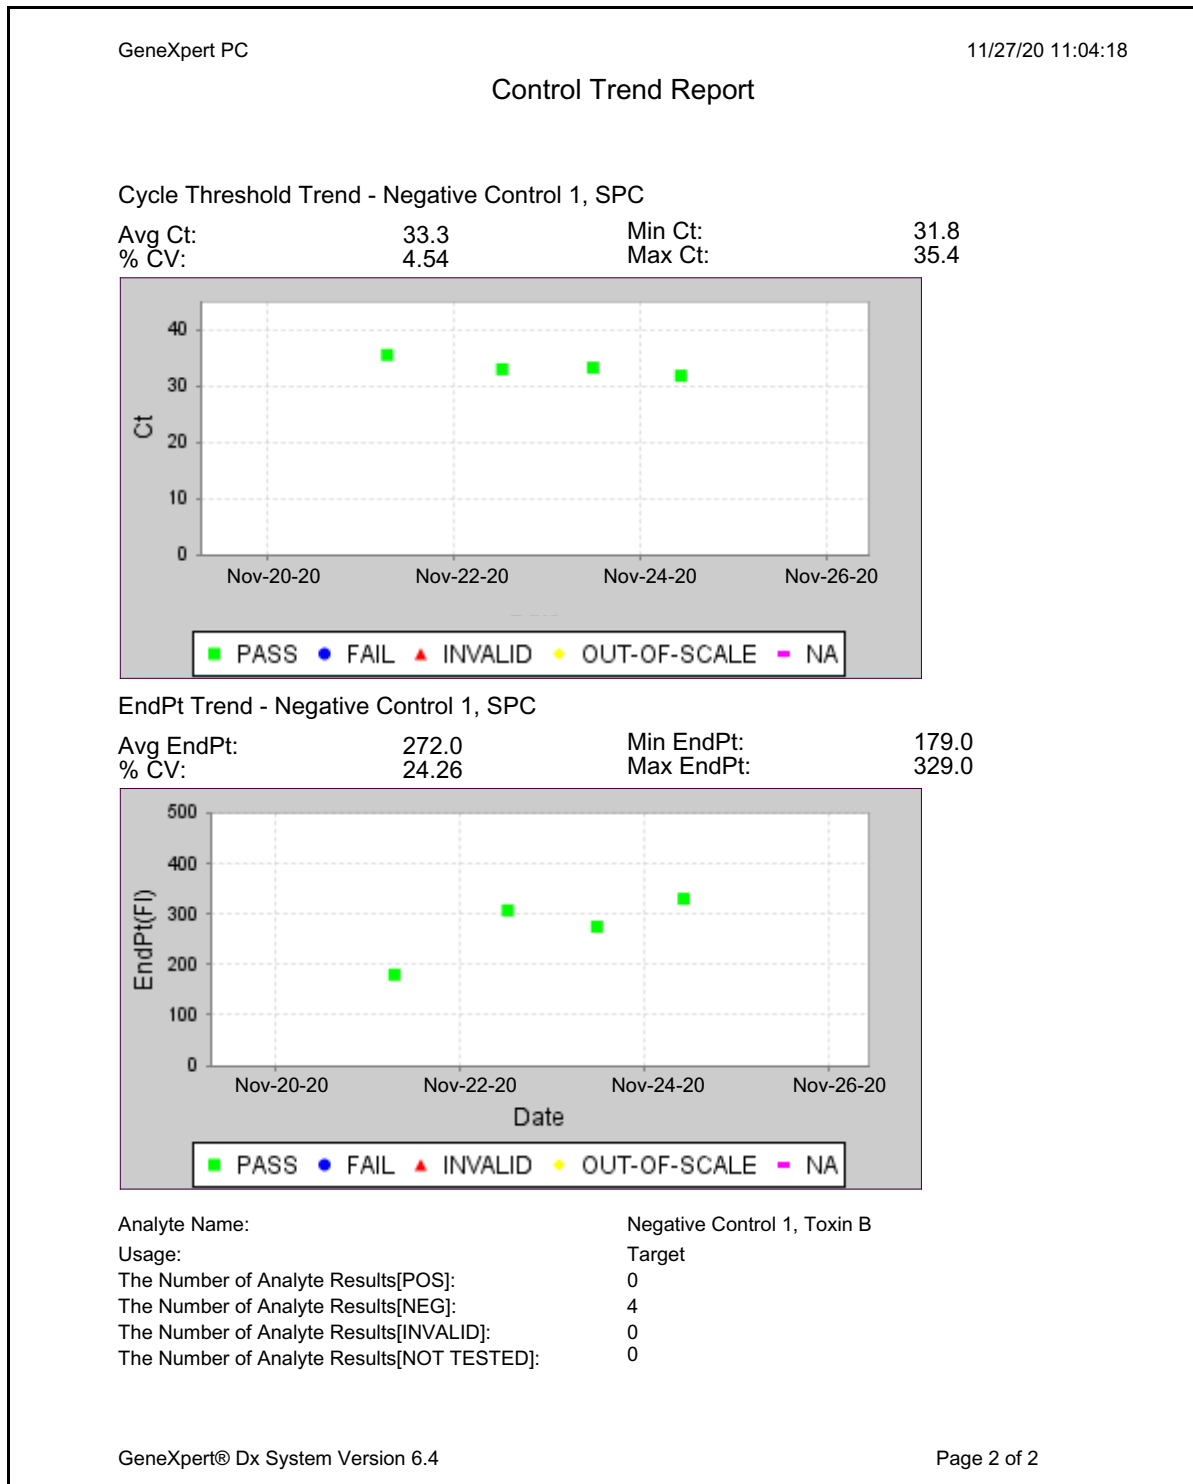 GeneXpert PC 11/27/20 11:04:18
Control Trend Report
Cycle Threshold Trend - Negative Control 1, SPC
Avg Ct: 33.3 Min Ct: 31.8
% CV: 4.54 Max Ct: 35.4
40
30
20
10
0
Ct
Nov-20-20 Nov-22-20 Nov-24-20 Nov-26-20
PASS FAIL INVALID OUT-OF-SCALE NA
EndPt Trend - Negative Control 1, SPC
Avg EndPt: 272.0 Min EndPt: 179.0
% CV: 24.26 Max EndPt: 329.0
500
400
300
200
100
0
EndPt(Fl)
Nov-20-20 Nov-22-20 Nov-24-20 Nov-26-20
Date
PASS FAIL INVALID OUT-OF-SCALE NA
Analyte Name: Negative Control 1, Toxin B
Usage: Target
The Number of Analyte Results[POS]: 0
The Number of Analyte Results[NEG]: 4
The Number of Analyte Results[INVALID]: 0
The Number of Analyte Results[NOT TESTED]: 0
GeneXpert® Dx System Version 6.4 Page 2 of 2